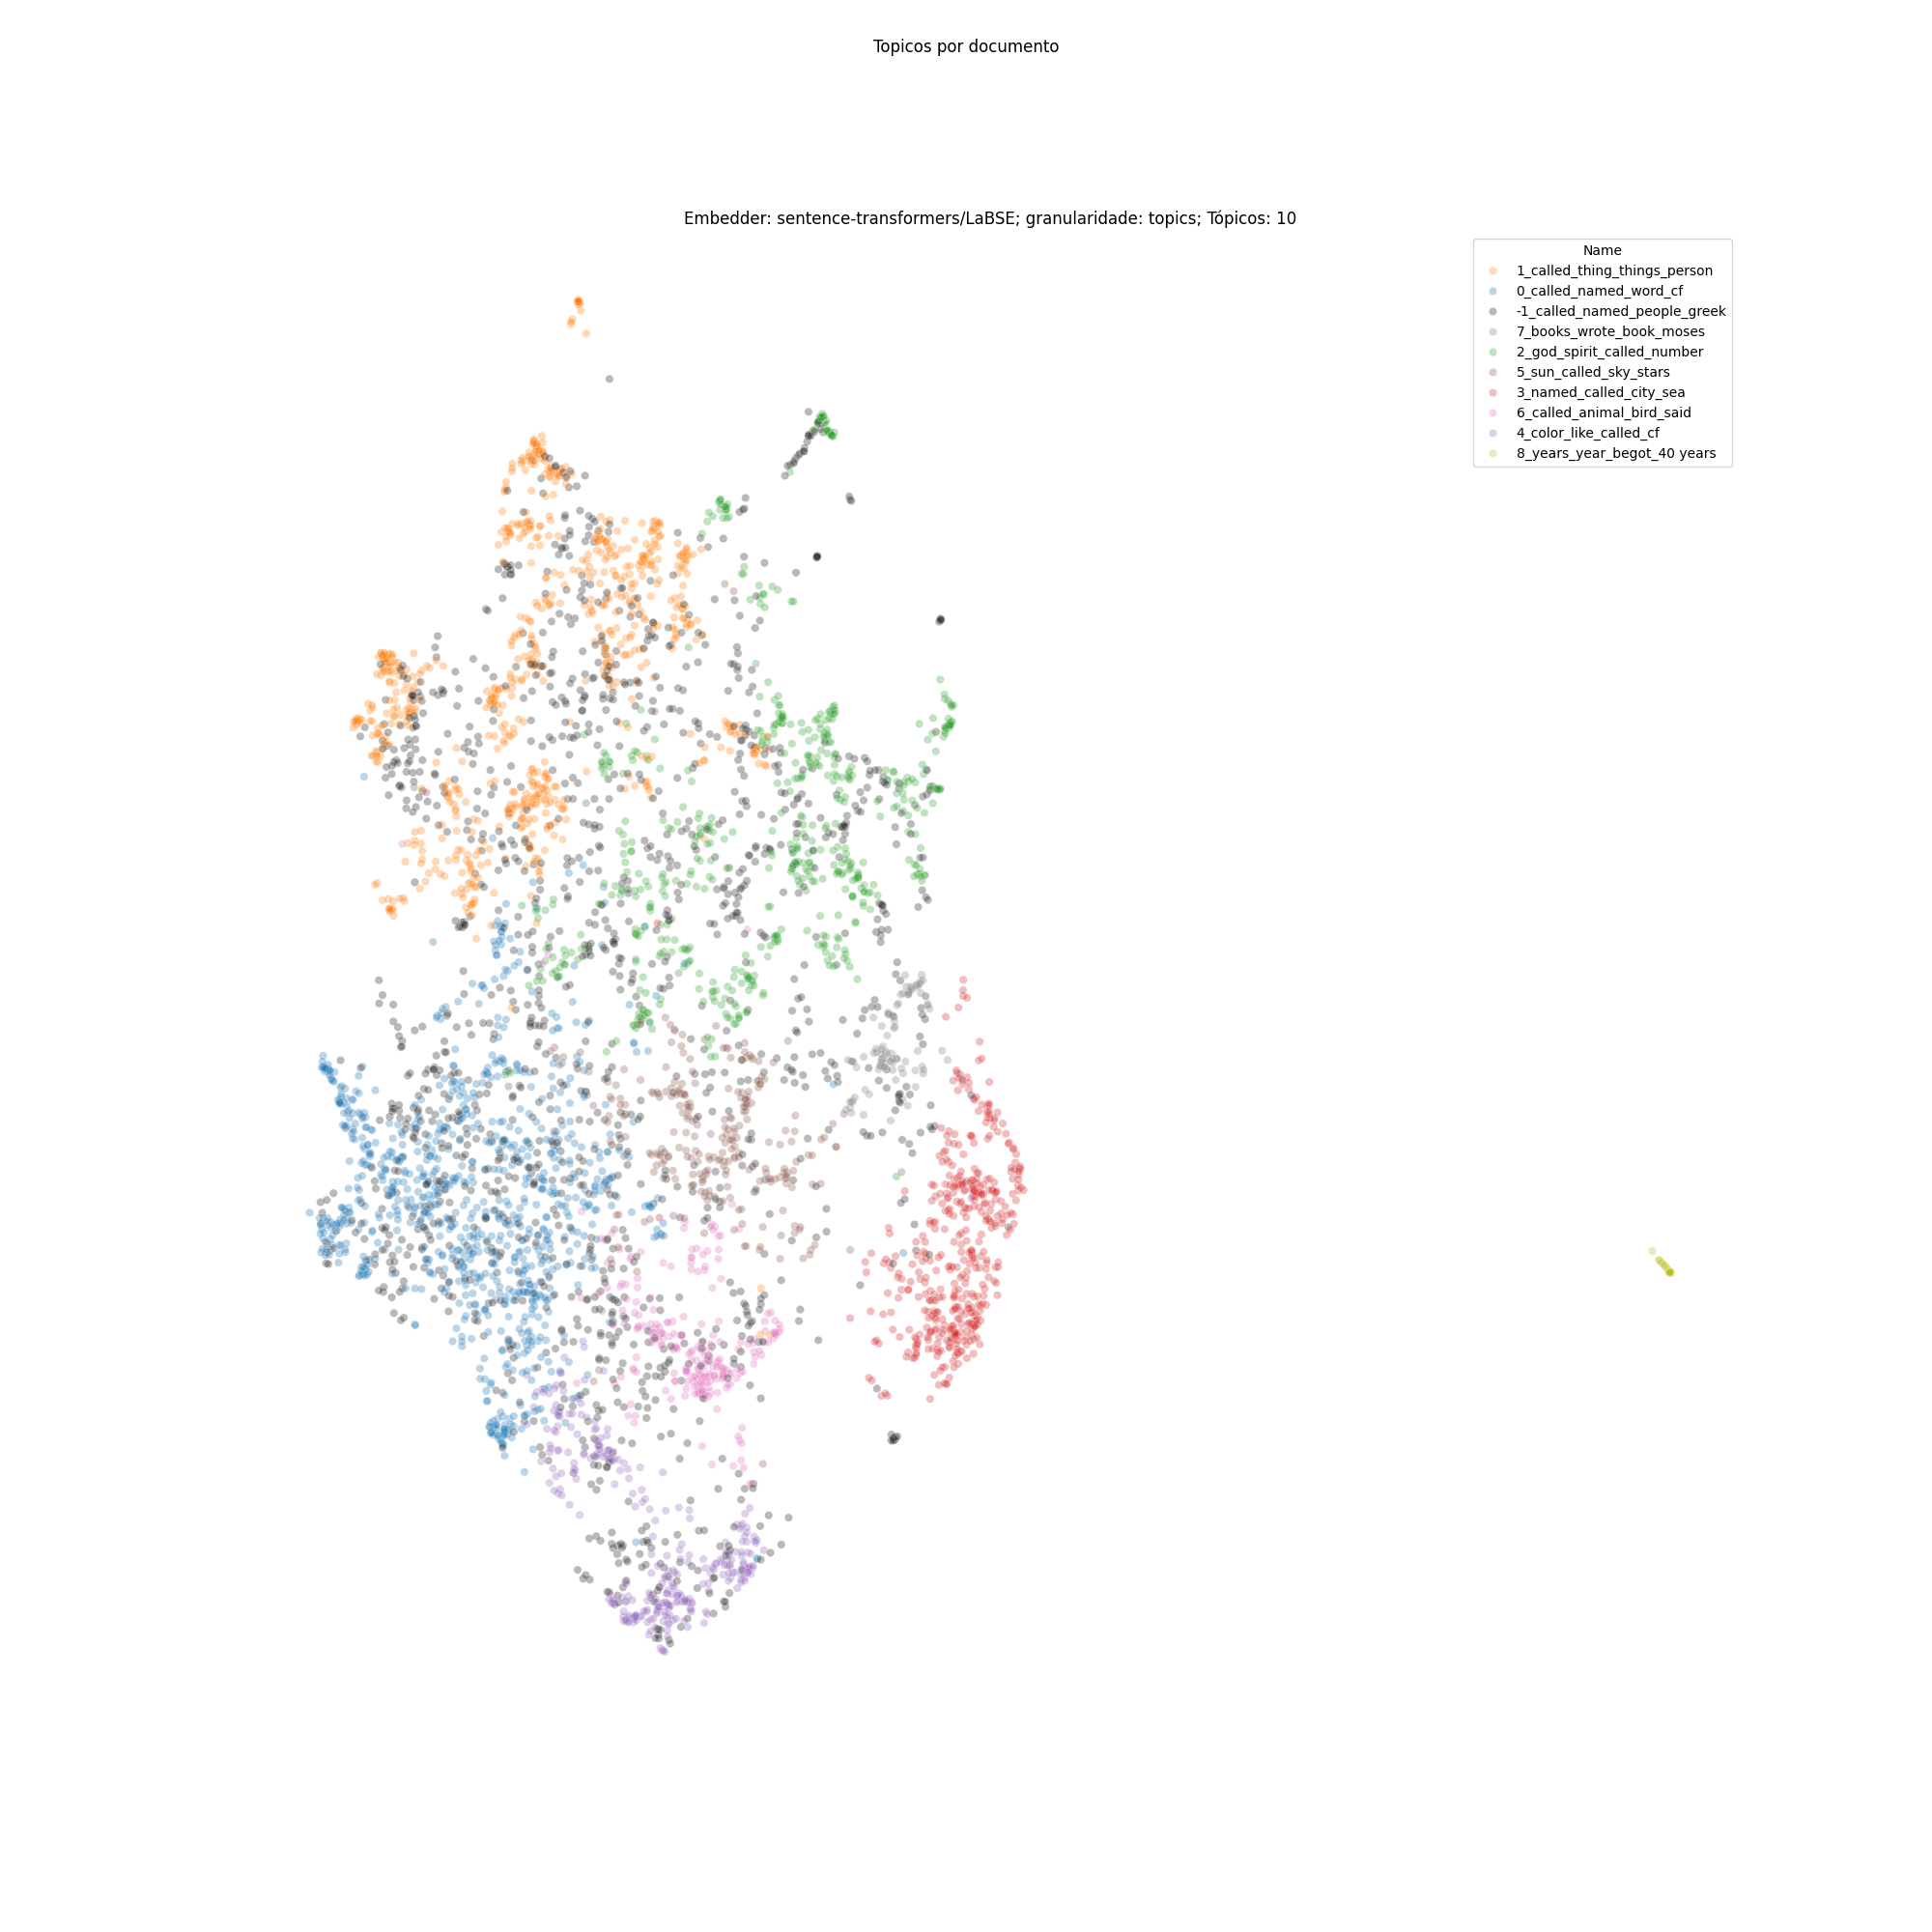 Topicos por documento
Embedder: sentence-transformers/LaBSE; granularidade: topics; Tópicos: 10
Name
1_called_thing_things_person
0_called_named_word_cf
-1_called_named_people_greek
7_books_wrote_book_moses
2_god_spirit_called_number
5_sun_called_sky_stars
3_named_called_city_sea
6_called_animal_bird_said
4_color_like_called_cf
8_years_year_begot_40 years